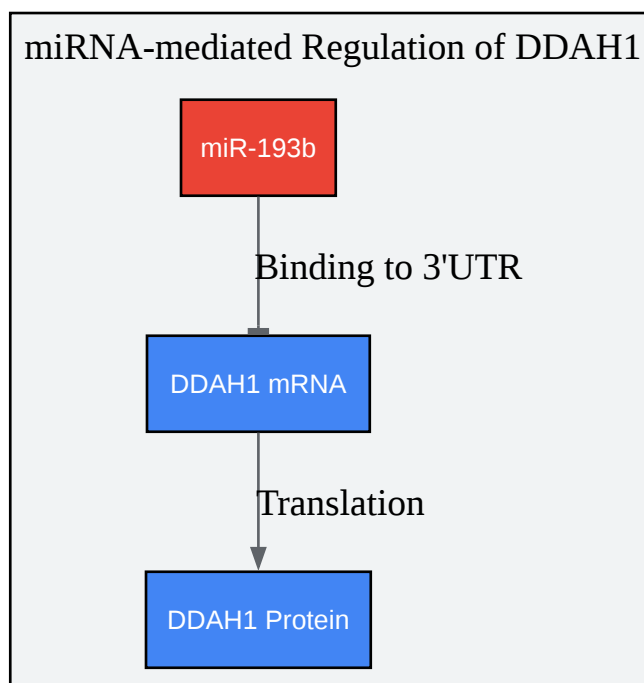 miRNA-mediated Regulation of DDAH1
miR-193b
Binding to 3'UTR
DDAH1 mRNA
Translation
DDAH1 Protein